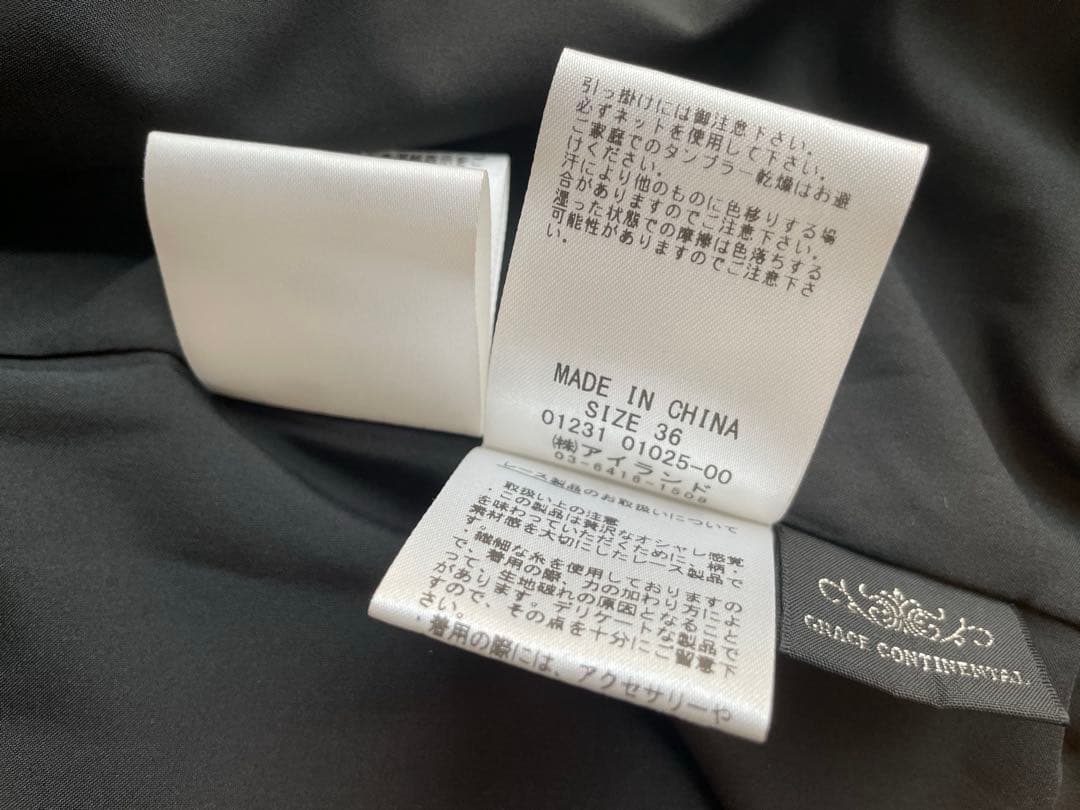 引っ掛けには御注意下さい。
必ずネットを使用して下さい。
ご家庭でのタンブラー乾燥はお避
けください。
汗により他のものに色移りする場
合がありますのでご注意下さい。
湿った状態での摩擦は色落ちする
可能性がありますのでご注意下さ
い。
MADE IN CHINA
SIZE 36
01231 01025-00
(株)アイランド
03-6416-1509
レース製品のお取扱いについて
取扱い上の注意
・この製品は贅沢なオシャレ感覚
を味わっていただくために、柄・
素材感を大切にしたレース製品で
す。
・繊細な糸を使用しておりますの
で、着用の際、力の加わり方によ
って、生地破れの原因となること
があります。デリケートな製品で
すので、その点を十分にご留意下
さい。
・着用の際には、アクセサリーや
GRACE CONTINENTAL